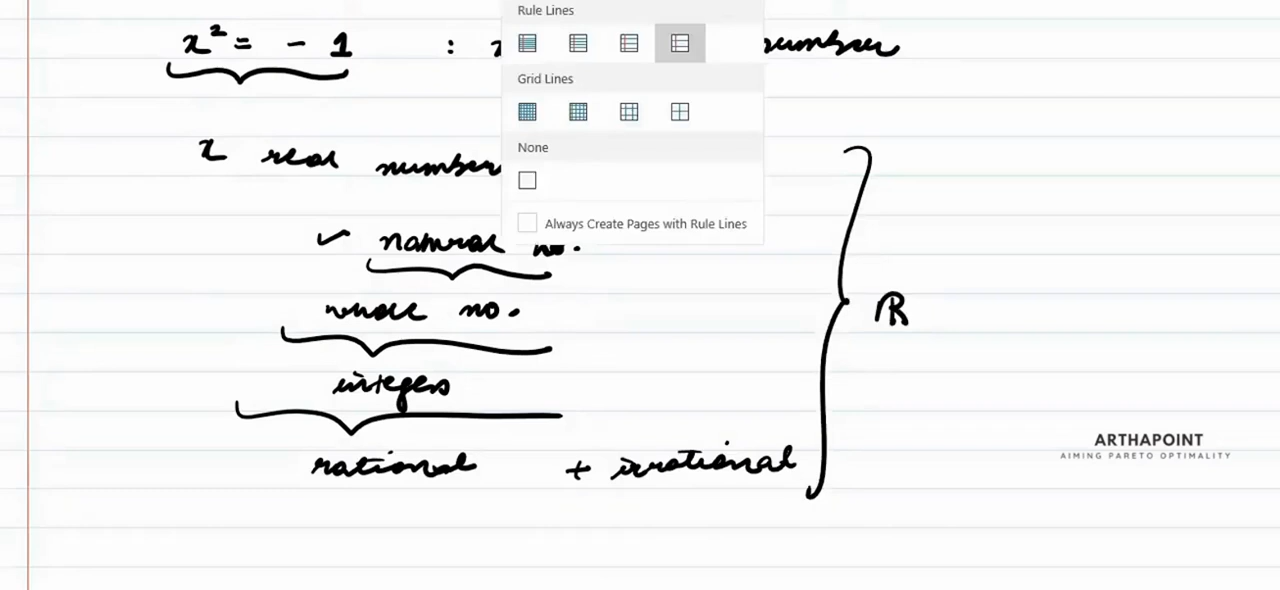 Rule Lines
x² = - 1 : number
Grid Lines
None
x real number
Always Create Pages with Rule Lines
✓ natural no.
whole no.
ℝ
integers
rational + irrational
ARTHAPOINT
AIMING PARETO OPTIMALITY